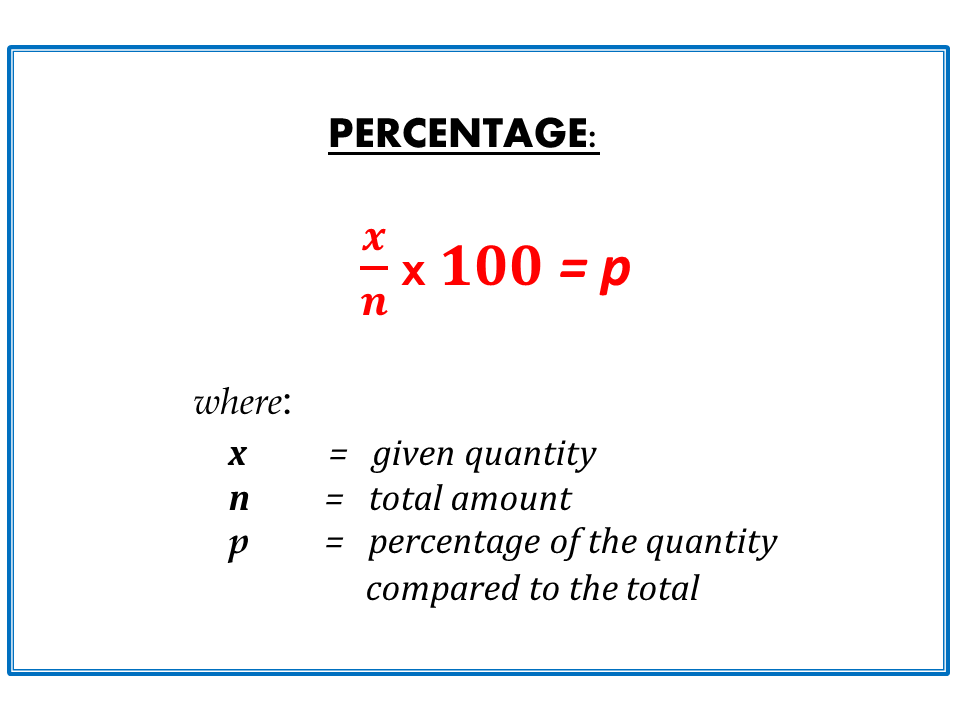 PERCENTAGE:
x/n x 100 = p
where:
x = given quantity
n = total amount
p = percentage of the quantity
compared to the total